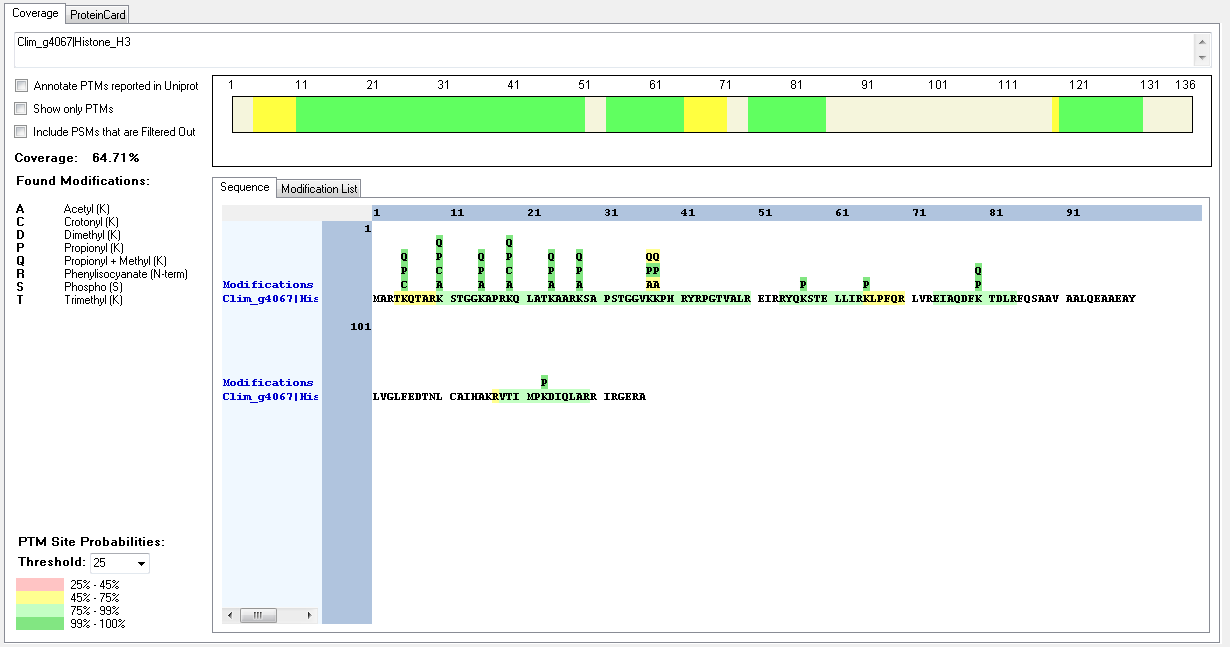 Coverage ProteinCard
Clim_g4067|Histone_H3
Annotate PTMs reported in Uniprot
Show only PTMs
Include PSMs that are Filtered Out
Coverage: 64.71%
Found Modifications:
A Acetyl (K)
C Crotonyl (K)
D Dimethyl (K)
P Propionyl (K)
Q Propionyl + Methyl (K)
R Phenylisocyanate (N-term)
S Phospho (S)
T Trimethyl (K)
PTM Site Probabilities:
Threshold: 25
25% - 45%
45% - 75%
75% - 99%
99% - 100%
1 11 21 31 41 51 61 71 81 91 101 111 121 131 136
Sequence Modification List
1 11 21 31 41 51 61 71 81 91
1
Q Q
Q P Q P Q Q QQ
P C P C P P PP Q
Modifications C A A A A A AA P P P
Clim_g4067|His MARTKQTARK STGGKAPRKQ LATKAARKSA PSTGGVKKPH RYRPGTVALR EIRRYQKSTE LLIRKLPFQR LVREIAQDFK TDLRFQSAAV AALQEAAEAY
101
Modifications P
Clim_g4067|His LVGLFEDTNL CAIHAKRVTI MPKDIQLARR IRGERA